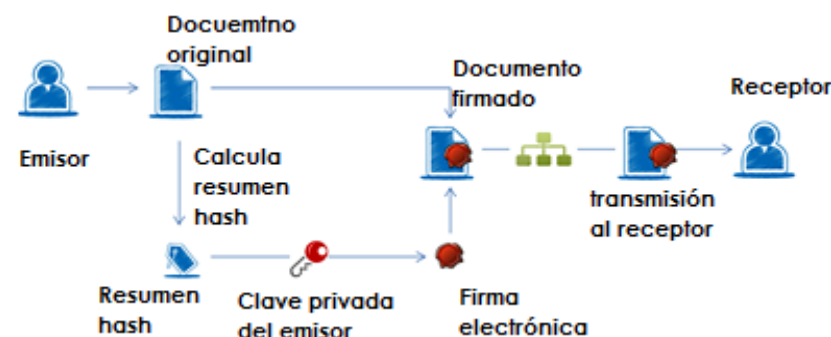 Docuemtno
original
Documento
firmado
Receptor
Emisor
Calcula
resumen
hash
transmisión
al receptor
Resumen
hash
Clave privada
del emisor
Firma
electrónica